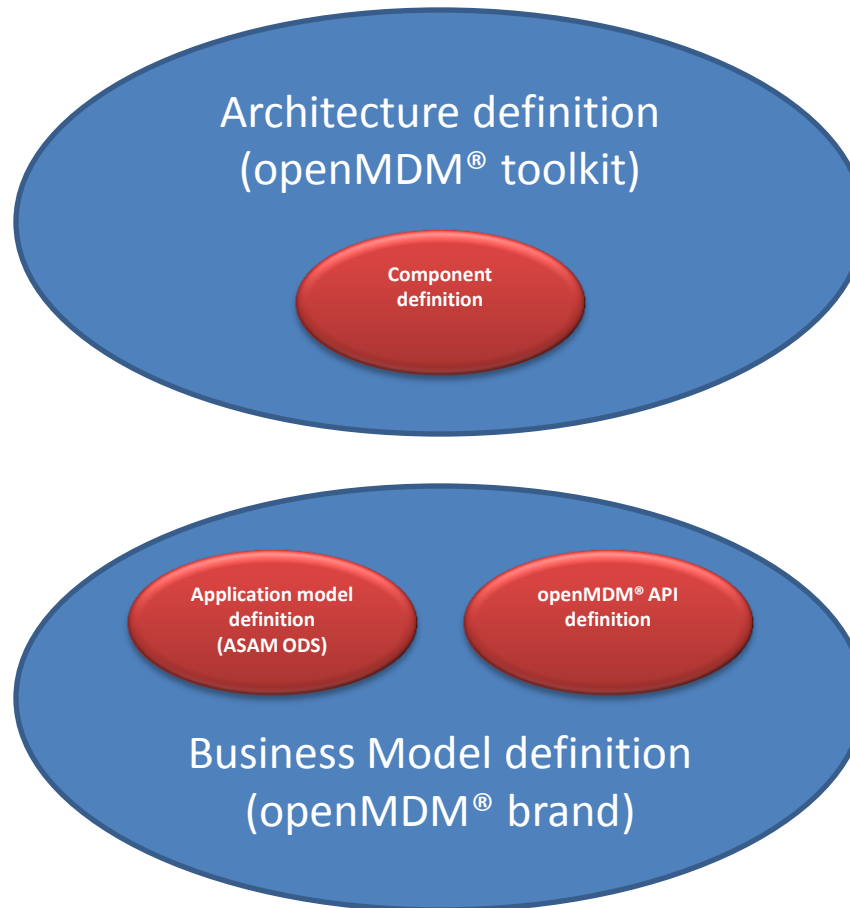 Architecture definition
(openMDM® toolkit)
Component
definition
Application model
definition
(ASAM ODS)
openMDM® API
definition
Business Model definition
(openMDM® brand)